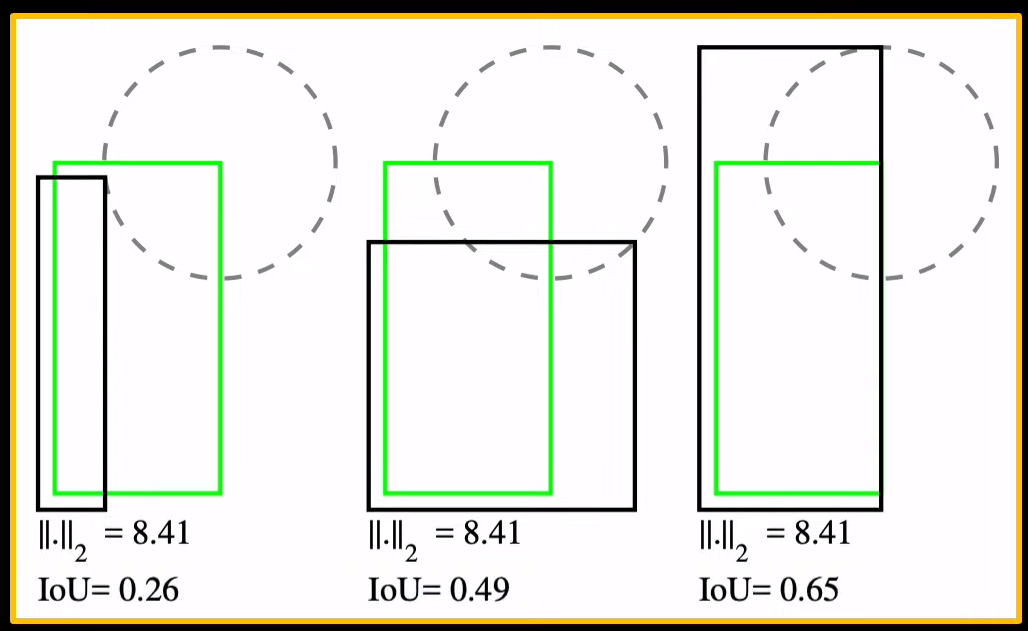 ||.||₂ = 8.41
IoU= 0.26
||.||₂ = 8.41
IoU= 0.49
||.||₂ = 8.41
IoU= 0.65